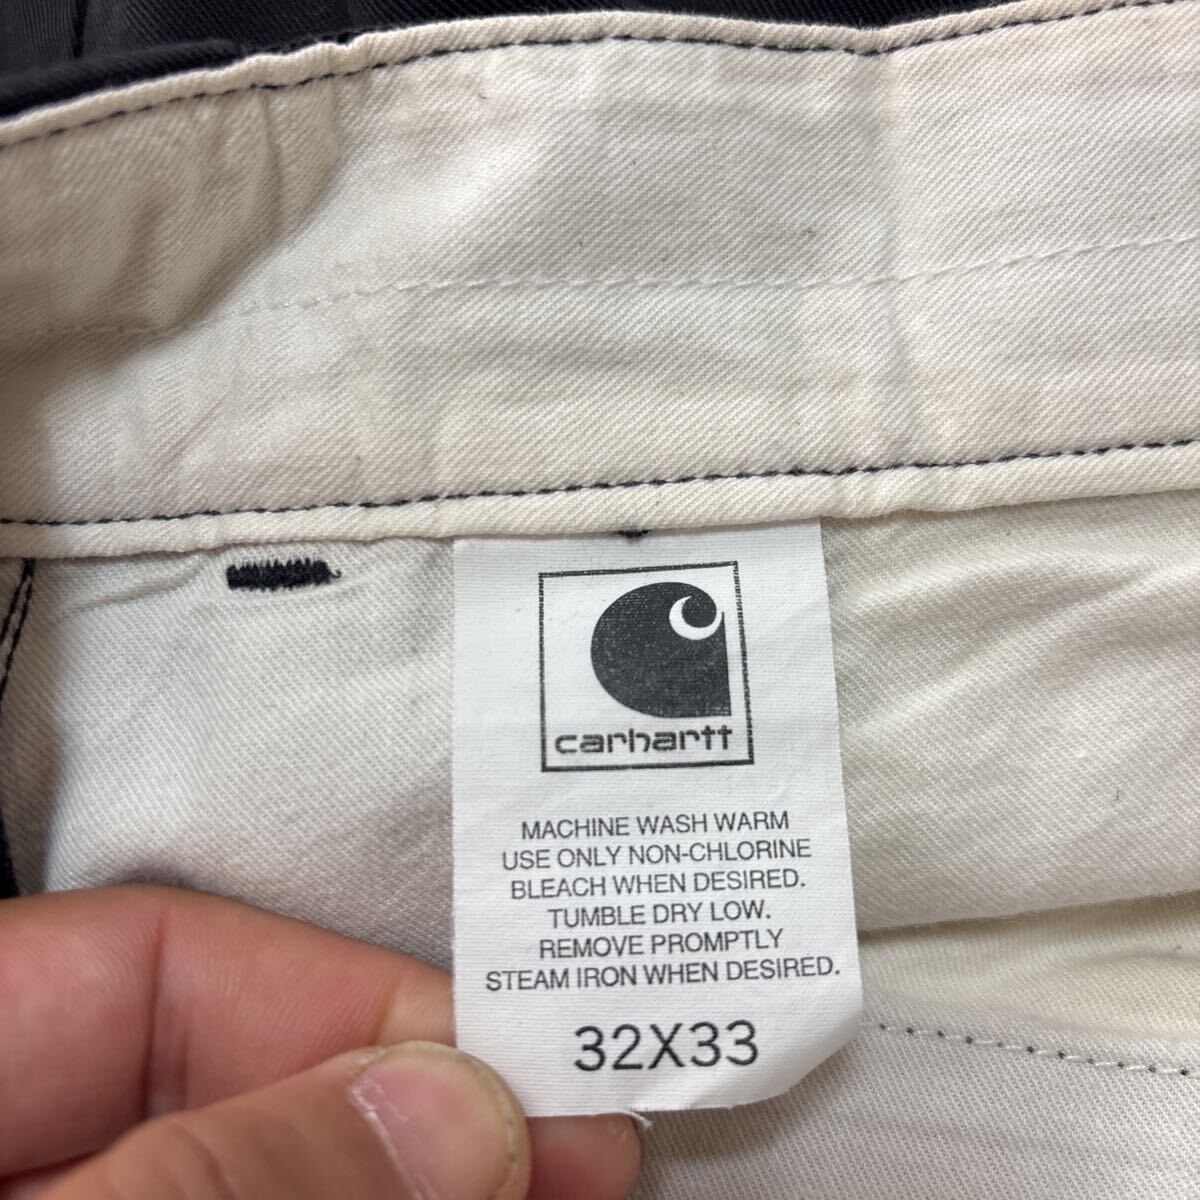 carhartt
MACHINE WASH WARM
USE ONLY NON-CHLORINE
BLEACH WHEN DESIRED.
TUMBLE DRY LOW.
REMOVE PROMPTLY
STEAM IRON WHEN DESIRED.
32X33